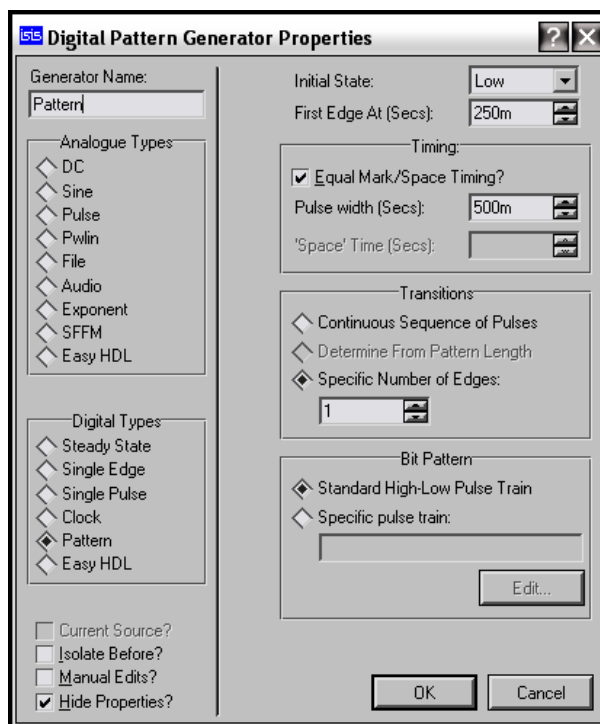 isis Digital Pattern Generator Properties
?
Generator Name:
Pattern
Analogue Types
DC
Sine
Pulse
Pwlin
File
Audio
Exponent
SFFM
Easy HDL
Digital Types
Steady State
Single Edge
Single Pulse
Clock
Pattern
Easy HDL
Current Source?
Isolate Before?
Manual Edits?
Hide Properties?
Initial State:
Low
First Edge At (Secs):
250m
Timing:
Equal Mark/Space Timing?
Pulse width (Secs):
500m
'Space' Time (Secs):
Transitions
Continuous Sequence of Pulses
Determine From Pattern Length
Specific Number of Edges:
1
Bit Pattern
Standard High-Low Pulse Train
Specific pulse train:
Edit...
OK
Cancel